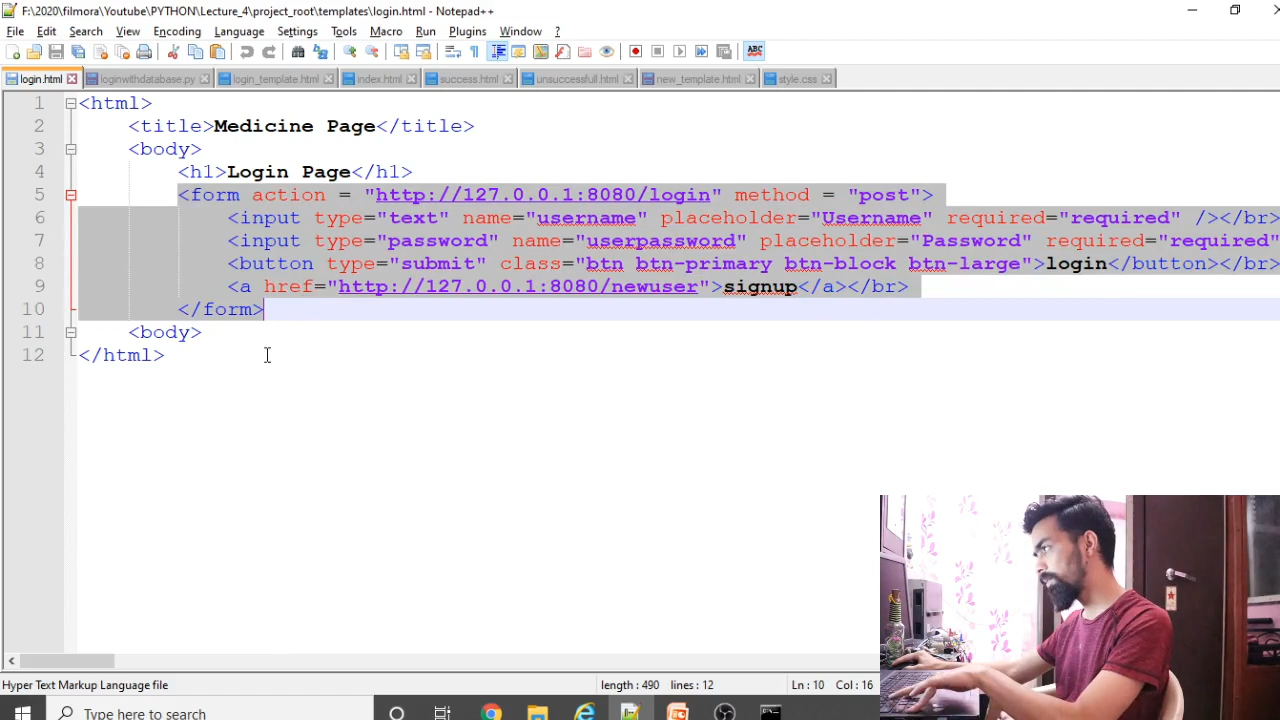 F:\2020\filmora\Youtube\PYTHON\Lecture_4\project_root\templates\login.html - Notepad++
File Edit Search View Encoding Language Settings Tools Macro Run Plugins Window ?
ABC
login.html loginwithdatabase.py login_template.html index.html success.html unsuccessfull.html new_template.html style.css
1 <html>
2 <title>Medicine Page</title>
3 <body>
4 <h1>Login Page</h1>
5 <form action = "http://127.0.0.1:8080/login" method = "post">
6 <input type="text" name="username" placeholder="Username" required="required" /></br>
7 <input type="password" name="userpassword" placeholder="Password" required="required"
8 <button type="submit" class="btn btn-primary btn-block btn-large">login</button></br>
9 <a href="http://127.0.0.1:8080/newuser">signup</a></br>
10 </form>
11 <body>
12 </html>
Hyper Text Markup Language file length : 490 lines : 12 Ln : 10 Col : 16
Type here to search